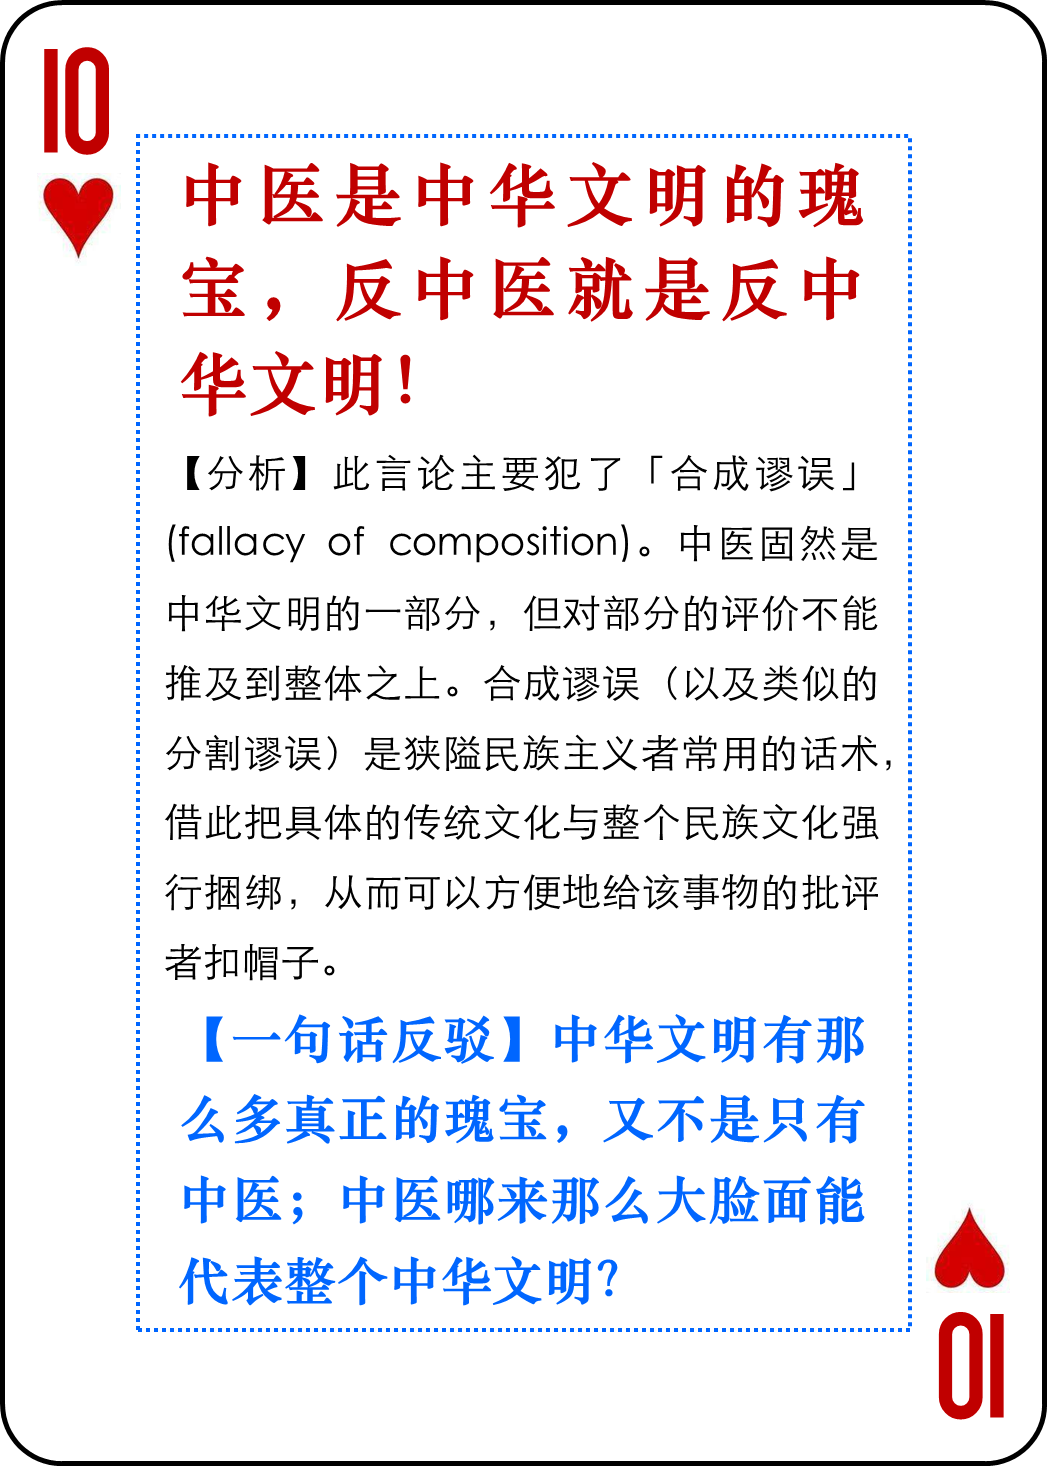 10
中医是中华文明的瑰
宝，反中医就是反中
华文明！
【分析】此言论主要犯了「合成谬误」
(fallacy of composition)。中医固然是
中华文明的一部分，但对部分的评价不能
推及到整体之上。合成谬误（以及类似的
分割谬误）是狭隘民族主义者常用的话术，
借此把具体的传统文化与整个民族文化强
行捆绑，从而可以方便地给该事物的批评
者扣帽子。
【一句话反驳】中华文明有那
么多真正的瑰宝，又不是只有
中医；中医哪来那么大脸面能
代表整个中华文明？
10